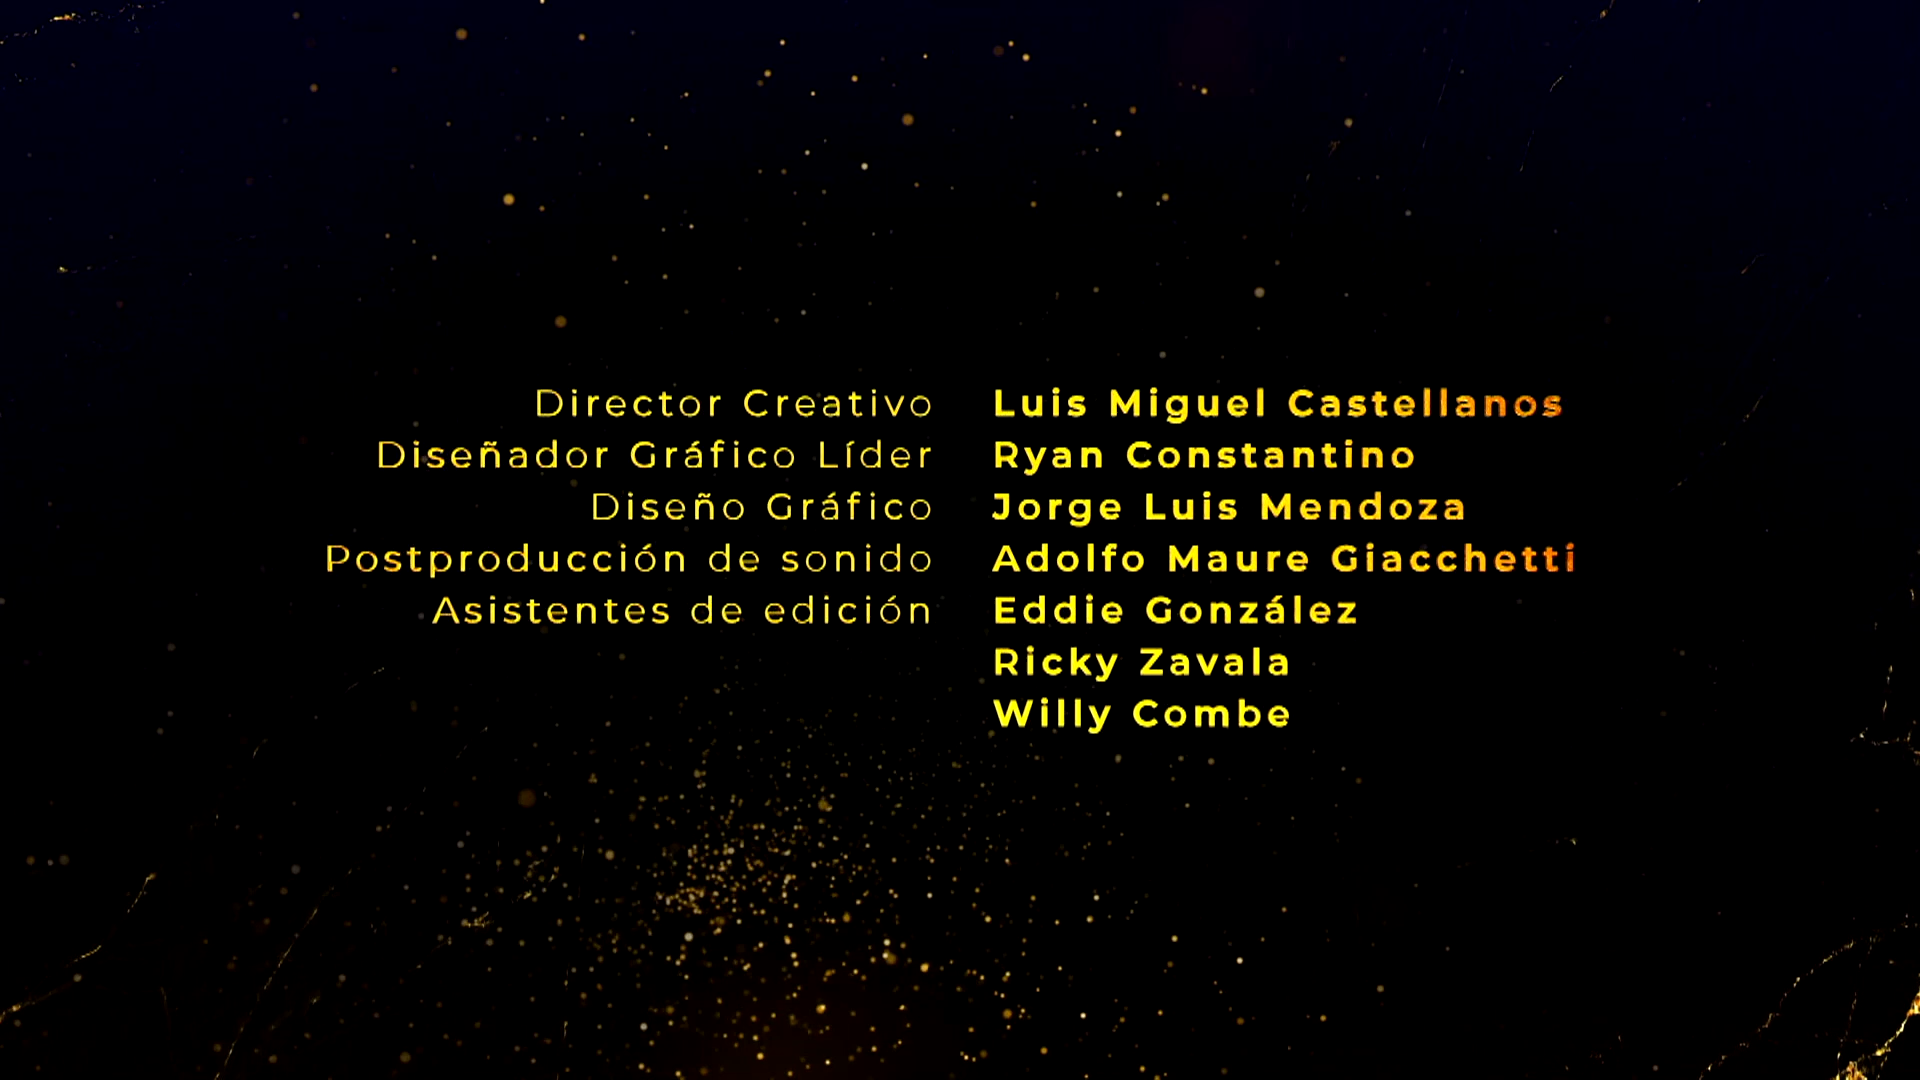 Director Creativo Luis Miguel Castellanos
Diseñador Gráfico Líder Ryan Constantino
Diseño Gráfico Jorge Luis Mendoza
Postproducción de sonido Adolfo Maure Giacchetti
Asistentes de edición Eddie González
Ricky Zavala
Willy Combe